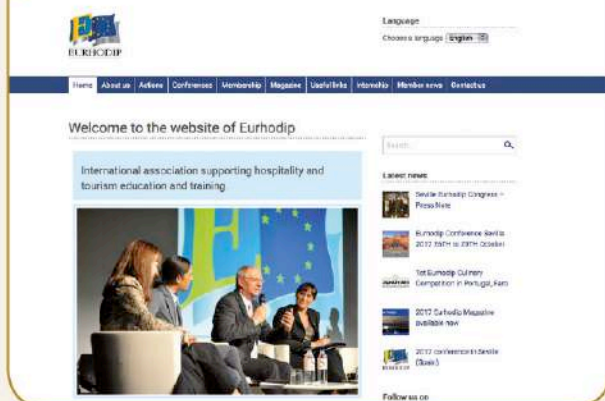 EURHODIP
Language
Choose a language English
Home About us Actions Conferences Membership Magazine Useful links Internship Member news Contact us
Welcome to the website of Eurhodip
International association supporting hospitality and
tourism education and training
Search...
Latest news
Seville Eurhodip Congress –
Press Note
Eurhodip Conference Sevilla
2017 25TH to 29TH October
1st Eurhodip Culinary
Competition in Portugal, Faro
2017 Eurhodip Magazine
available now
2017 conference in Seville
(Spain)
EURHODIP
Follow us on